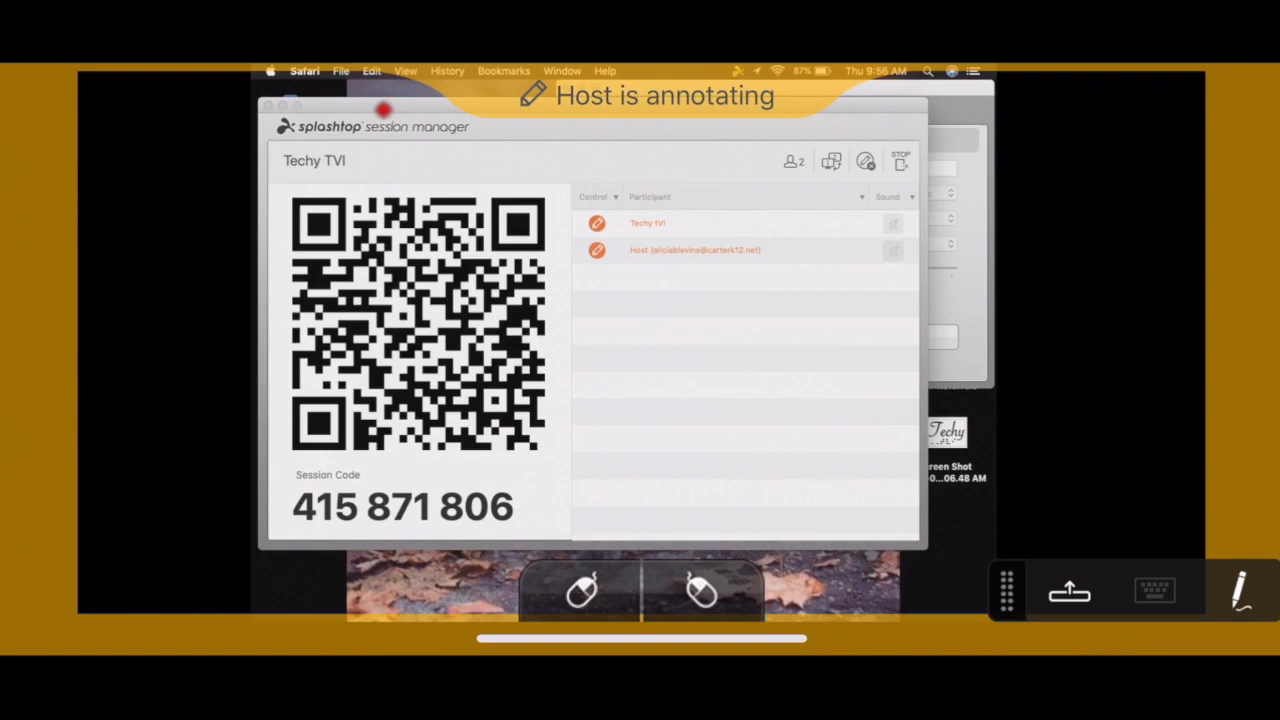 Safari File Edit View History Bookmarks Window Help 87% Thu 9:56 AM
Host is annotating
splashtop session manager
Techy TVI
2
STOP
Control Participant Sound
Techy tVI
Host (aliciablevins@carterk12.net)
Session Code
415 871 806
Techy
reen Shot
0...06.48 AM